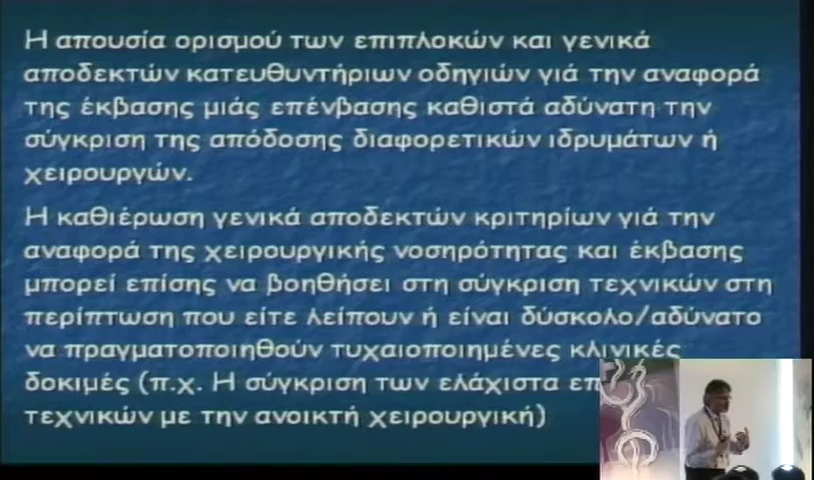 Η απουσία ορισμού των επιπλοκών και γενικά
αποδεκτών κατευθυντήριων οδηγιών γιά την αναφορά
της έκβασης μιάς επένβασης καθιστά αδύνατη την
σύγκριση της απόδοσης διαφορετικών ιδρυμάτων ή
χειρουργών.
Η καθιέρωση γενικά αποδεκτών κριτηρίων γιά την
αναφορά της χειρουργικής νοσηρότητας και έκβασης
μπορεί επίσης να βοηθήσει στη σύγκριση τεχνικών στη
περίπτωση που είτε λείπουν ή είναι δύσκολο/αδύνατο
να πραγματοποιηθούν τυχαιοποιημένες κλινικές
δοκιμές (π.χ. Η σύγκριση των ελάχιστα
τεχνικών με την ανοικτή χειρουργική)